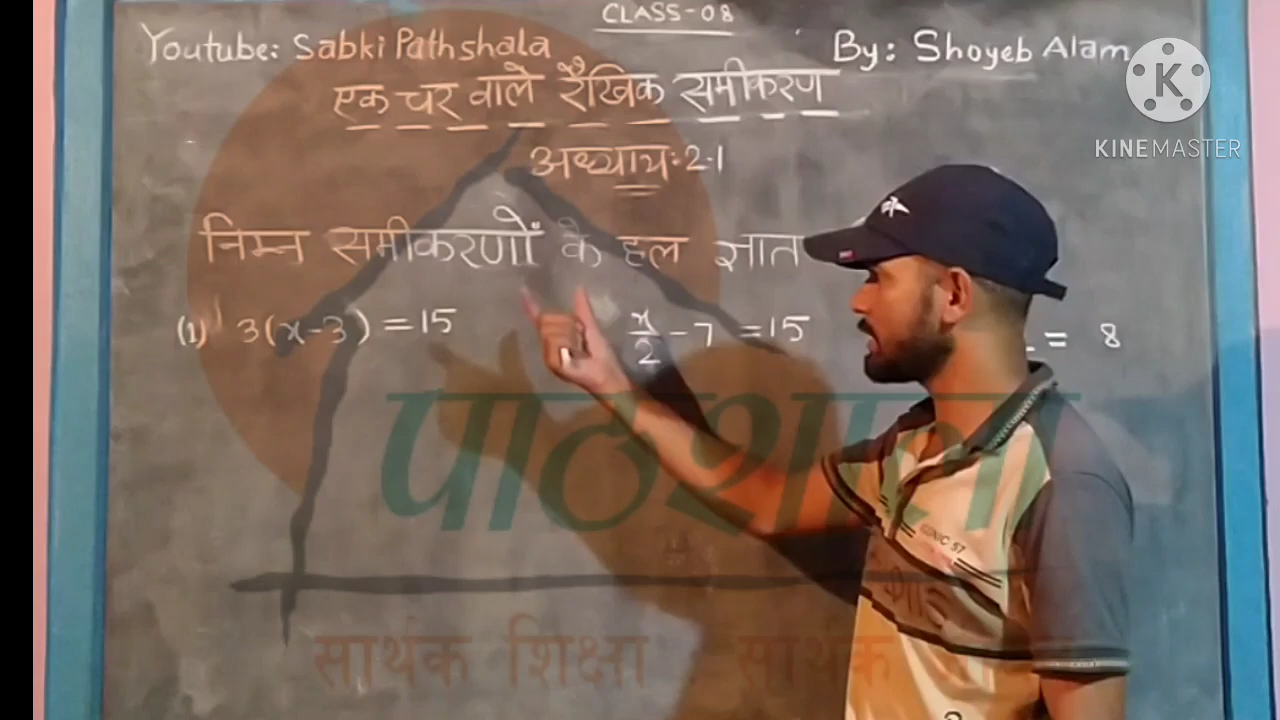 CLASS-08
Youtube: Sabki Pathshala By: Shoyeb Alam
K
KINEMASTER
एक चर वाले रैखिक समीकरण
अध्याय:-2.1
निम्न समीकरणों के हल ज्ञात
(1) 3(x-3) = 15 x/2 - 7 = 15 = 8
पाठशाला
सार्थक शिक्षा : सार्थक